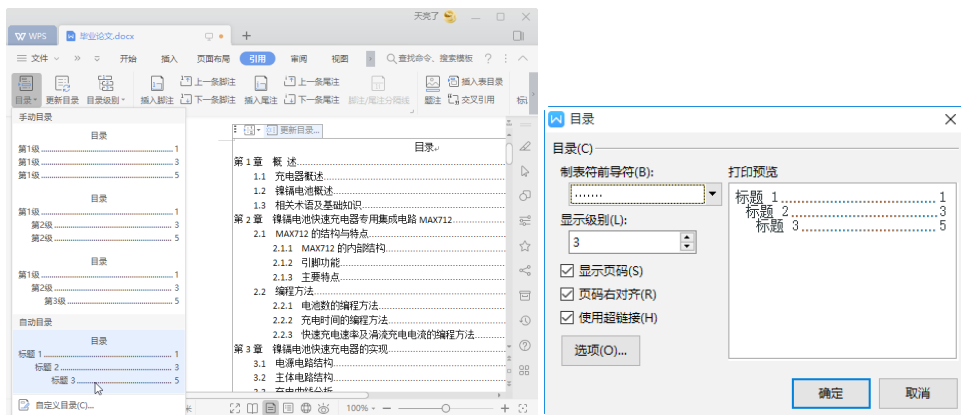 天亮了
WPS 毕业论文.docx
文件 开始 插入 页面布局 引用 审阅 视图 查找命令、搜索模板
目录 更新目录 目录级别 插入脚注 上一条脚注 下一条脚注 插入尾注 上一条尾注 下一条尾注 脚注/尾注分隔线 题注 插入表目录 交叉引用
手动目录
目录
第1级 1
第1级 3
第1级 5
目录
第1级 1
第2级 3
第2级 5
目录
第1级 1
第2级 3
第3级 5
自动目录
目录
标题 1 1
标题 2 3
标题 3 5
自定义目录(C)...
更新目录...
目录
第 1 章 概 述
1.1 充电器概述
1.2 镍镉电池概述
1.3 相关术语及基础知识
第 2 章 镍镉电池快速充电器专用集成电路 MAX712
2.1 MAX712 的结构与特点
2.1.1 MAX712 的内部结构
2.1.2 引脚功能
2.1.3 主要特点
2.2 编程方法
2.2.1 电池数的编程方法
2.2.2 充电时间的编程方法
2.2.3 快速充电速率及涓流充电电流的编程方法
第 3 章 镍镉电池快速充电器的实现
3.1 电源电路结构
3.2 主体电路结构
3.3 充电曲线分析
100%
目录
目录(C)
制表符前导符(B):
.......
显示级别(L):
3
显示页码(S)
页码右对齐(R)
使用超链接(H)
选项(O)...
打印预览
标题 1 1
标题 2 3
标题 3 5
确定 取消